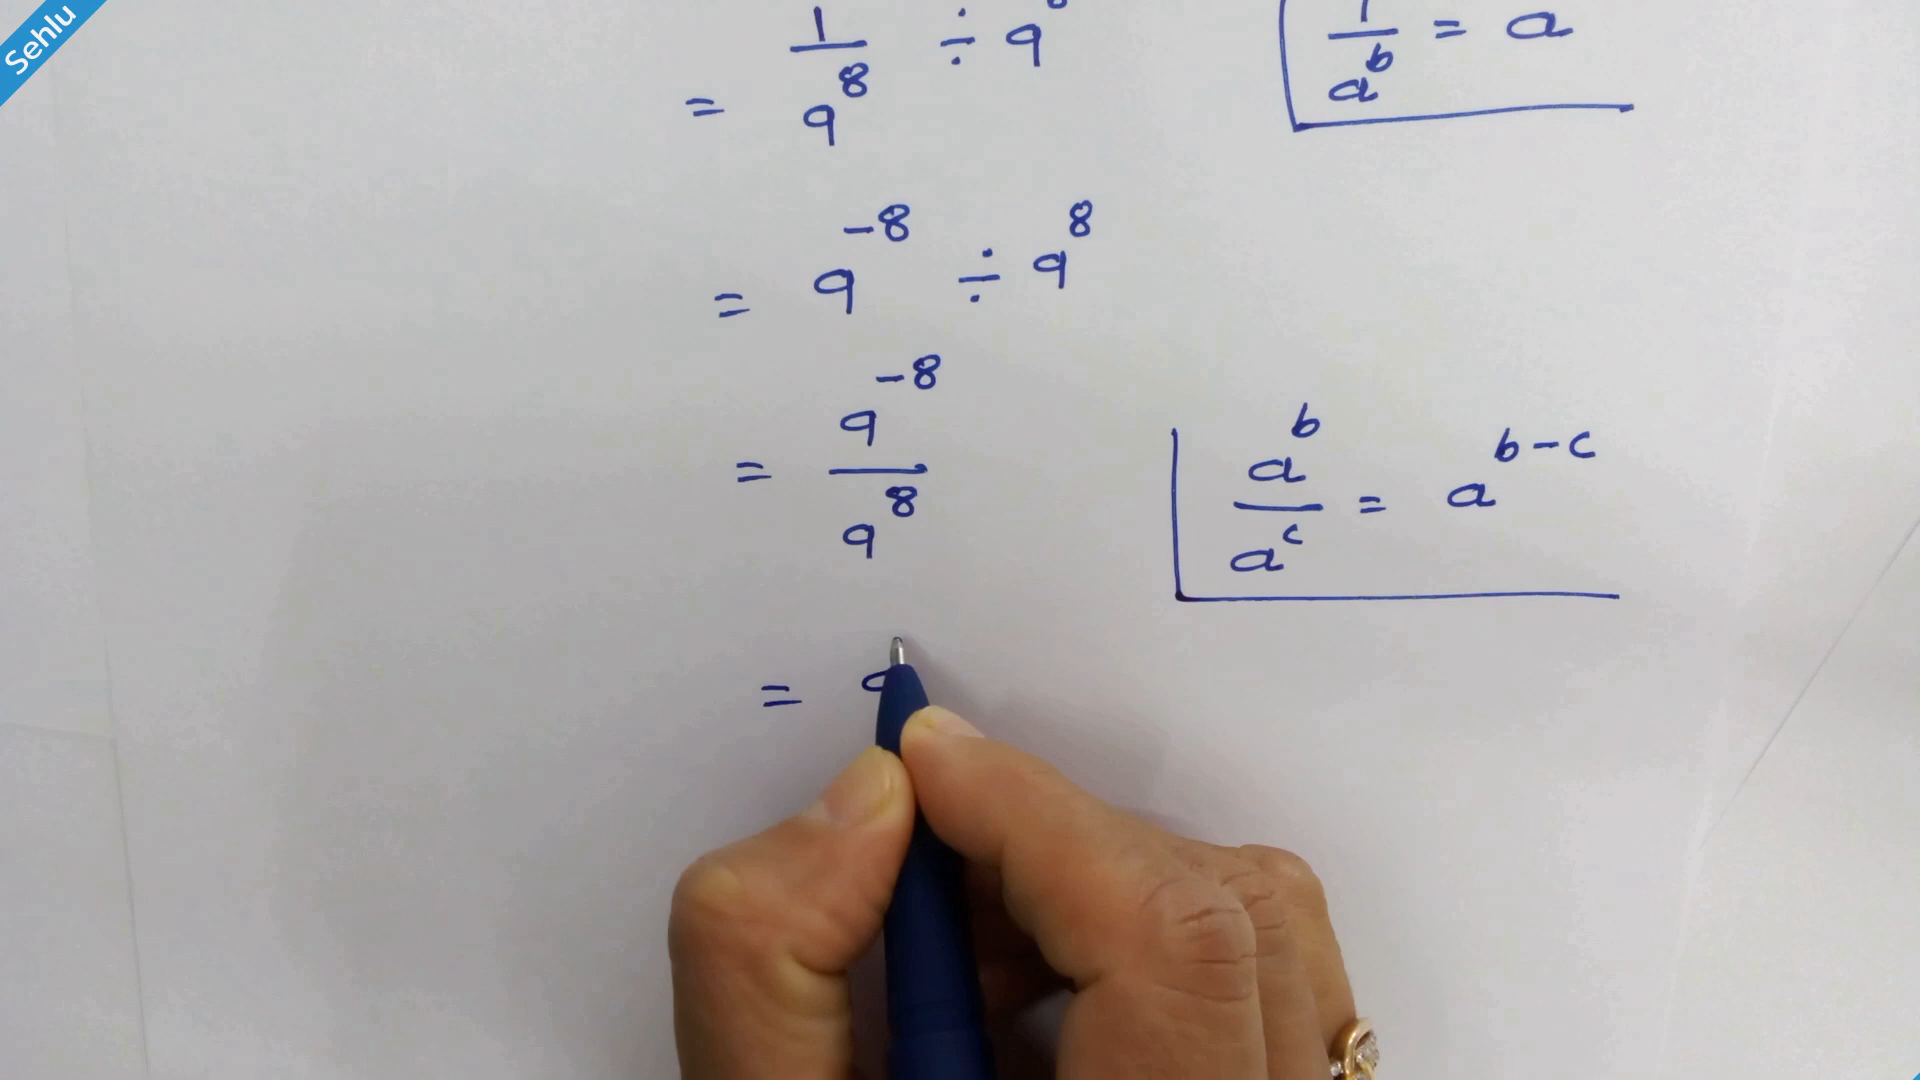 Sehlu
= 1/9^8 ÷ 9^8
1/a^b = a
= 9^-8 ÷ 9^8
= 9^-8/9^8
a^b/a^c = a^b-c
= 9